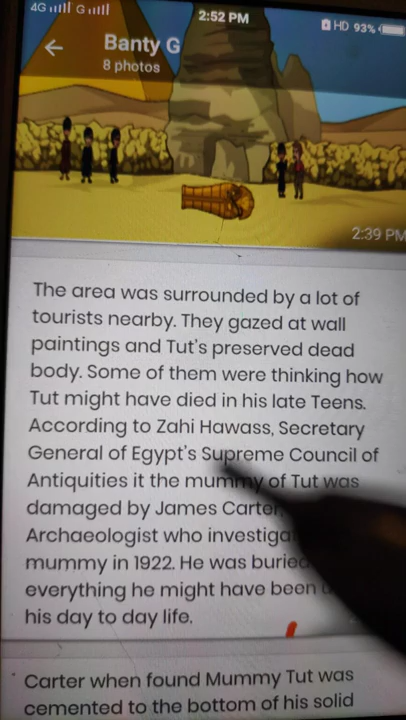 4G G 2:52 PM HD 93%
Banty G
8 photos
2:39 PM
The area was surrounded by a lot of
tourists nearby. They gazed at wall
paintings and Tut's preserved dead
body. Some of them were thinking how
Tut might have died in his late Teens.
According to Zahi Hawass, Secretary
General of Egypt's Supreme Council of
Antiquities it the mummy of Tut was
damaged by James Carter,
Archaeologist who
mummy in 1922. He was
everything he might have been
his day to day life.
Carter when found Mummy Tut was
cemented to the bottom of his solid